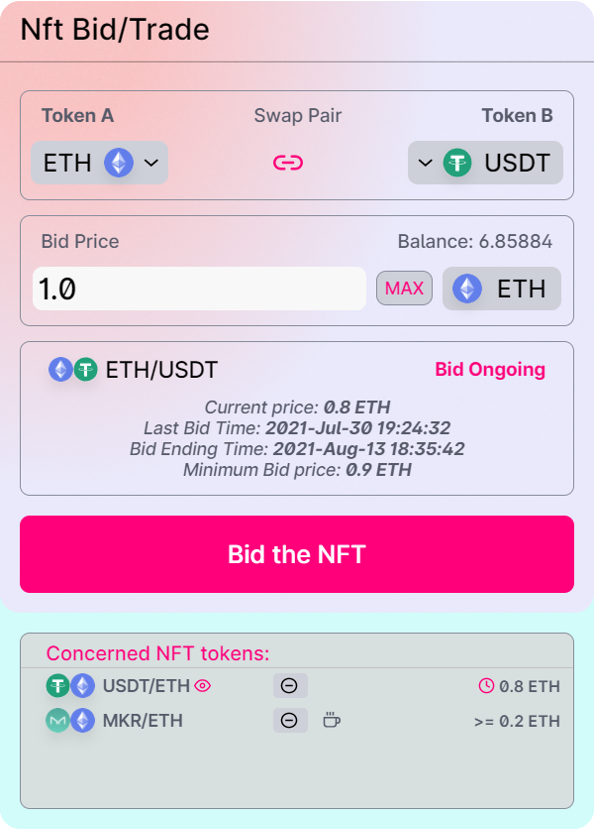 Nft Bid/Trade
Token A Swap Pair Token B
ETH USDT
Bid Price Balance: 6.85884
1.0 MAX ETH
ETH/USDT Bid Ongoing
Current price: 0.8 ETH
Last Bid Time: 2021-Jul-30 19:24:32
Bid Ending Time: 2021-Aug-13 18:35:42
Minimum Bid price: 0.9 ETH
Bid the NFT
Concerned NFT tokens:
USDT/ETH 0.8 ETH
MKR/ETH >= 0.2 ETH